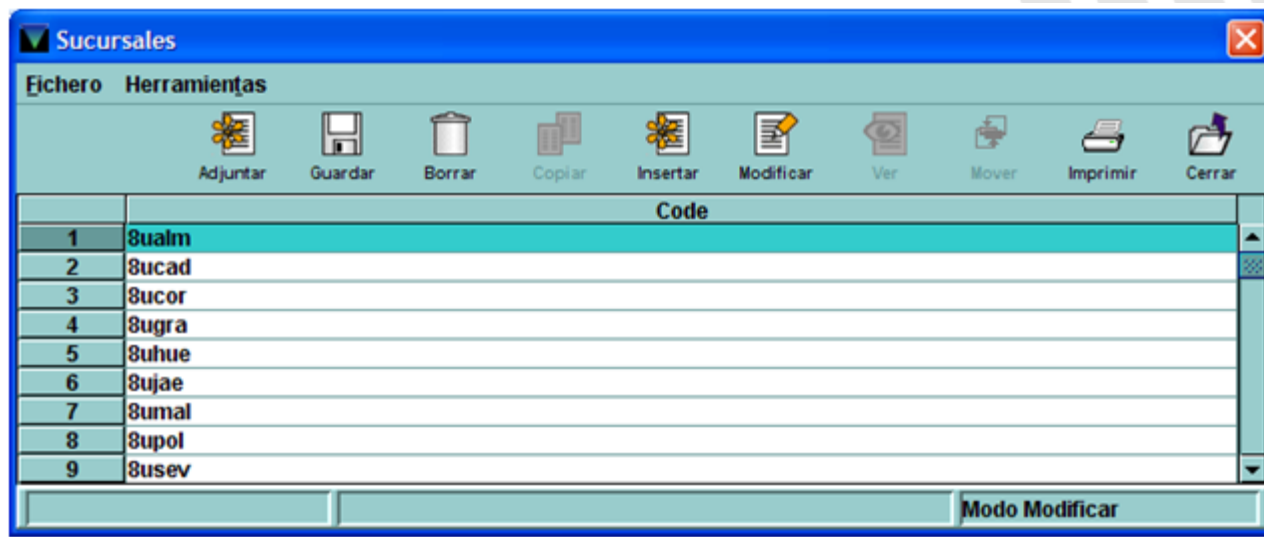 Sucursales
Fichero Herramientas
Adjuntar Guardar Borrar Copiar Insertar Modificar Ver Mover Imprimir Cerrar
Code
1 8ualm
2 8ucad
3 8ucor
4 8ugra
5 8uhue
6 8ujae
7 8umal
8 8upol
9 8usev
Modo Modificar